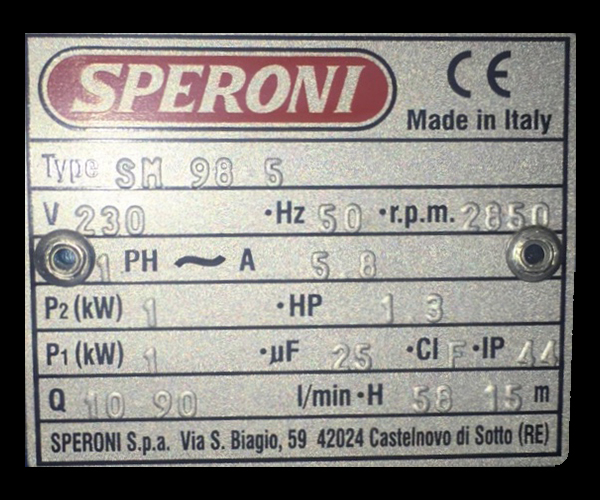 SPERONI CE
Made in Italy
Type SM 98 5
V 230 •Hz 50 •r.p.m. 2850
1 PH ~ A 5 8
P2 (kW) 1 •HP 1 3
P1 (kW) 1 •µF 25 •Cl F •IP 44
Q 10 90 l/min •H 58 15 m
SPERONI S.p.a. Via S. Biagio, 59 42024 Castelnovo di Sotto (RE)